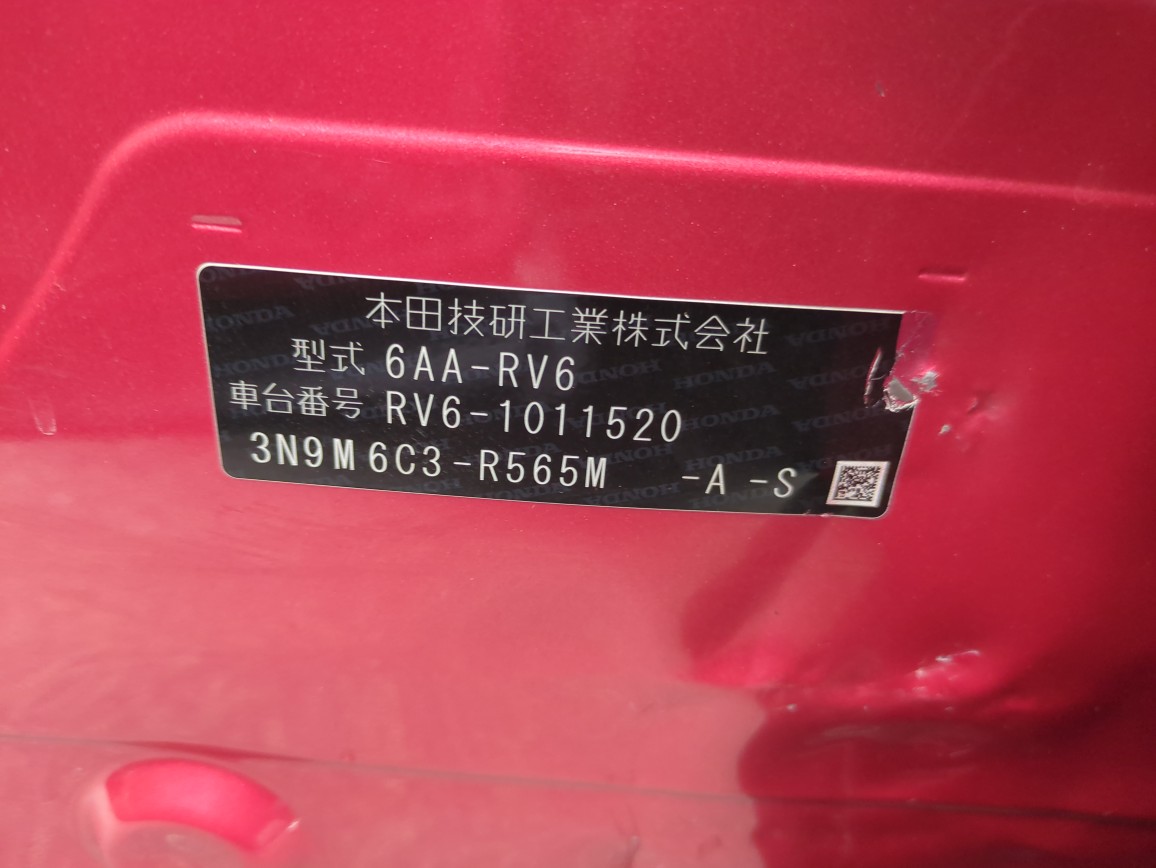 本田技研工業株式会社
型式 6AA-RV6
車台番号 RV6-1011520
3N9M6C3-R565M -A -S